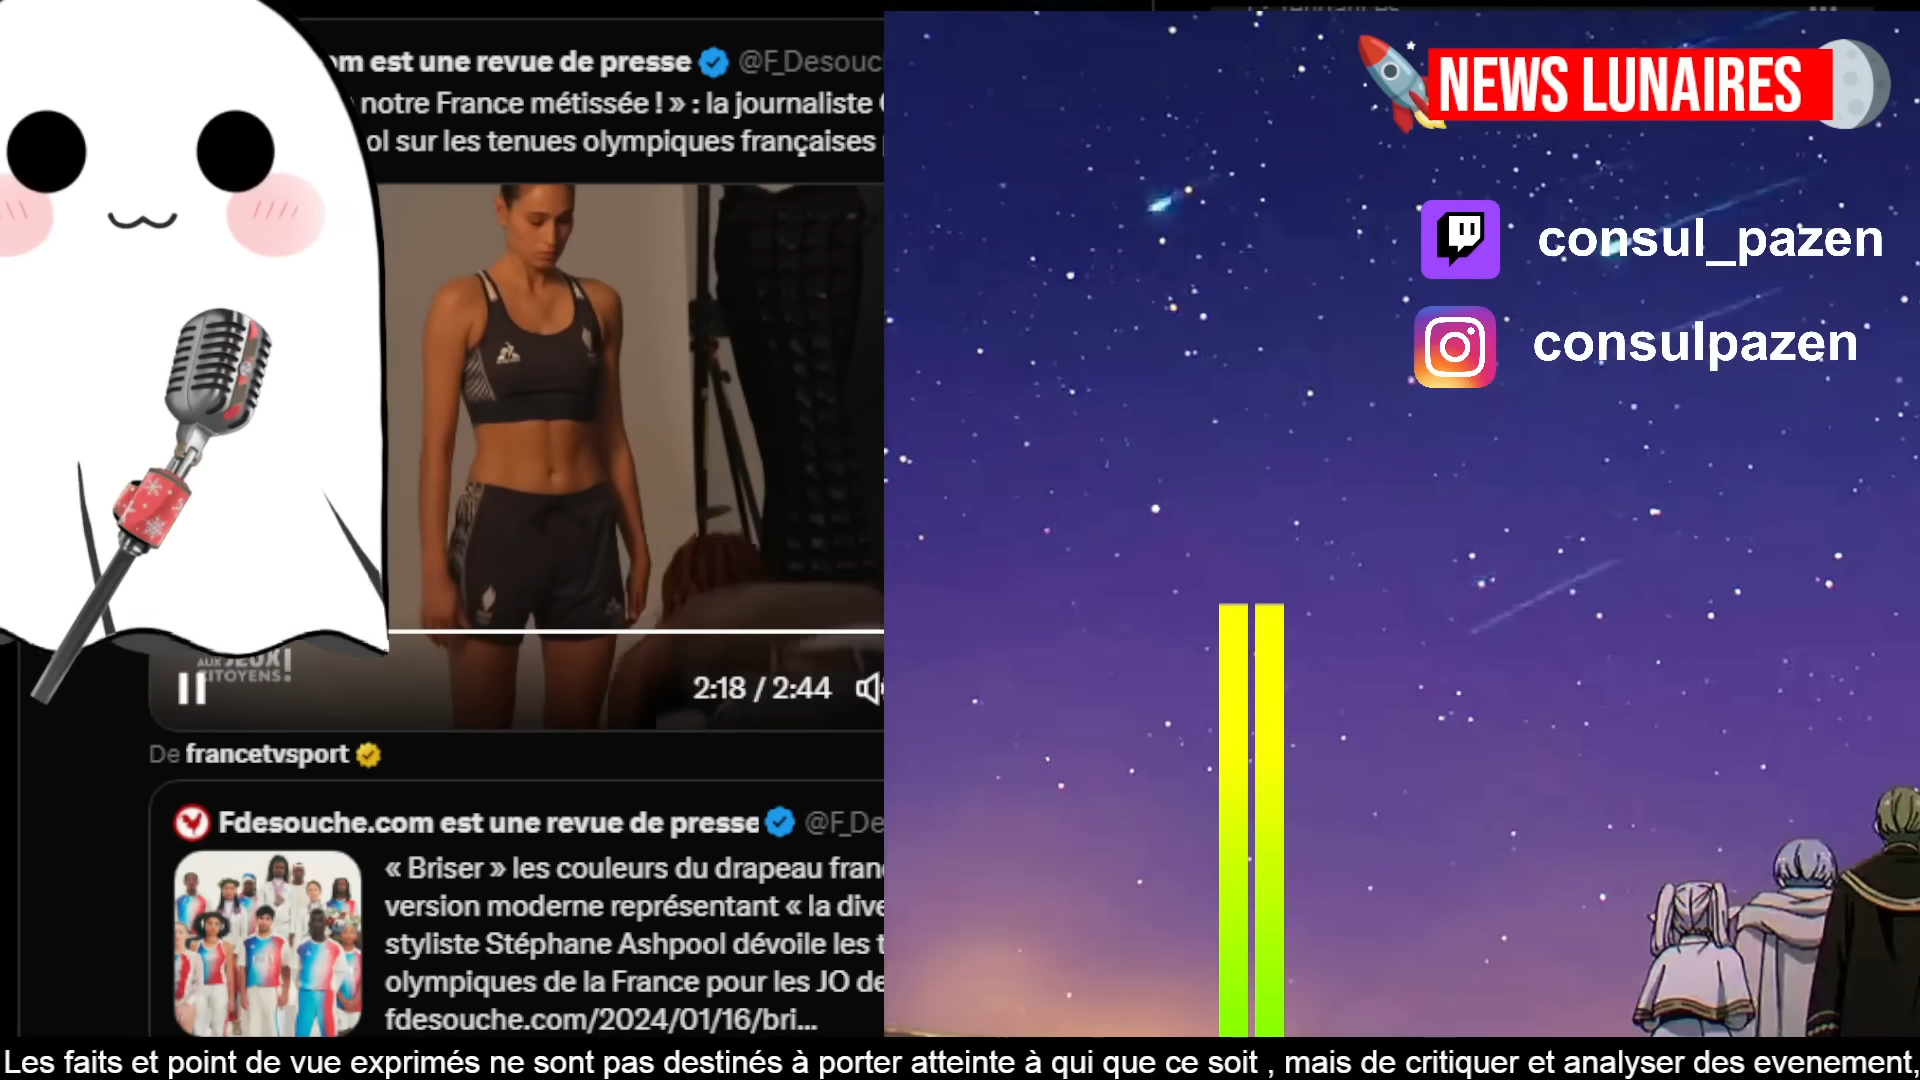 om est une revue de presse @F_Desouc
notre France métissée ! » : la journaliste
ol sur les tenues olympiques françaises
NEWS LUNAIRES
consul_pazen
consulpazen
AUX JEUX
CITOYENS!
2:18 / 2:44
De francetvsport
Fdesouche.com est une revue de presse @F_De
« Briser » les couleurs du drapeau fran
version moderne représentant « la dive
styliste Stéphane Ashpool dévoile les t
olympiques de la France pour les JO de
fdesouche.com/2024/01/16/bri...
Les faits et point de vue exprimés ne sont pas destinés à porter atteinte à qui que ce soit , mais de critiquer et analyser des evenement,